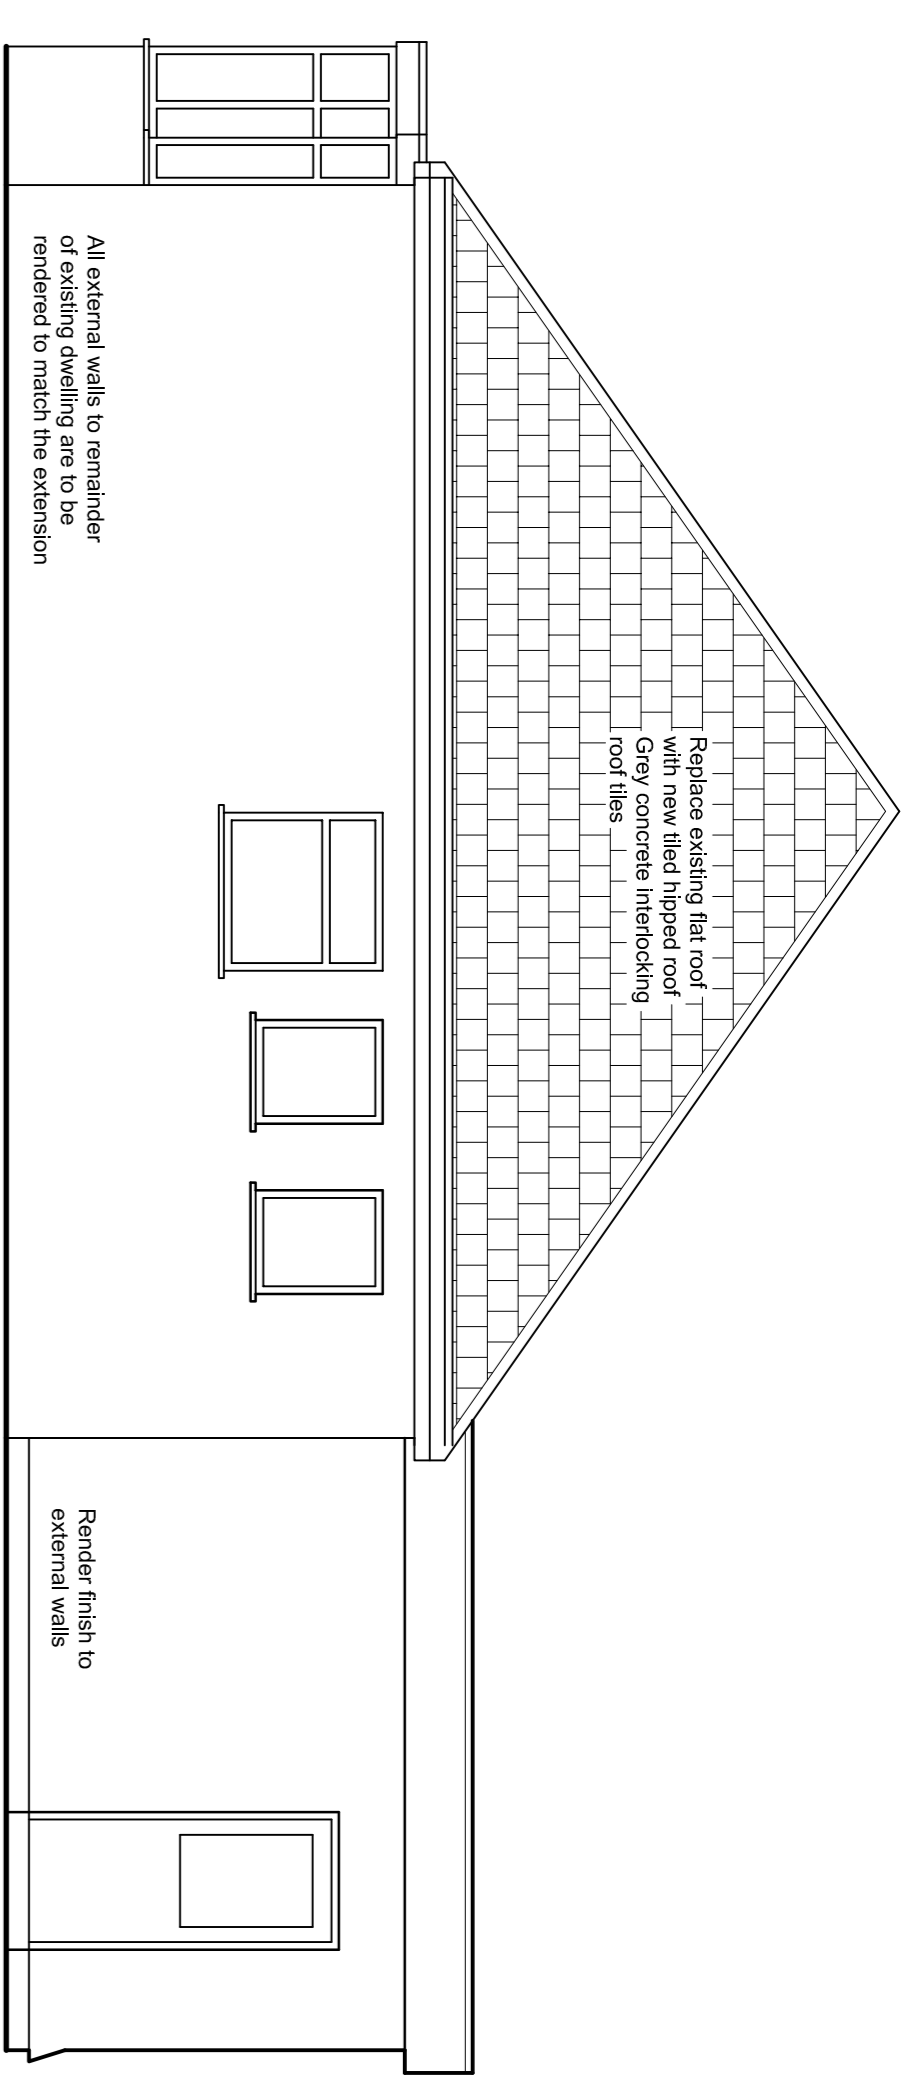 All external walls to remainder
of existing dwelling are to be
rendered to match the extension
Replace existing flat roof
with new tiled hipped roof
Grey concrete interlocking
roof tiles
Render finish to
external walls